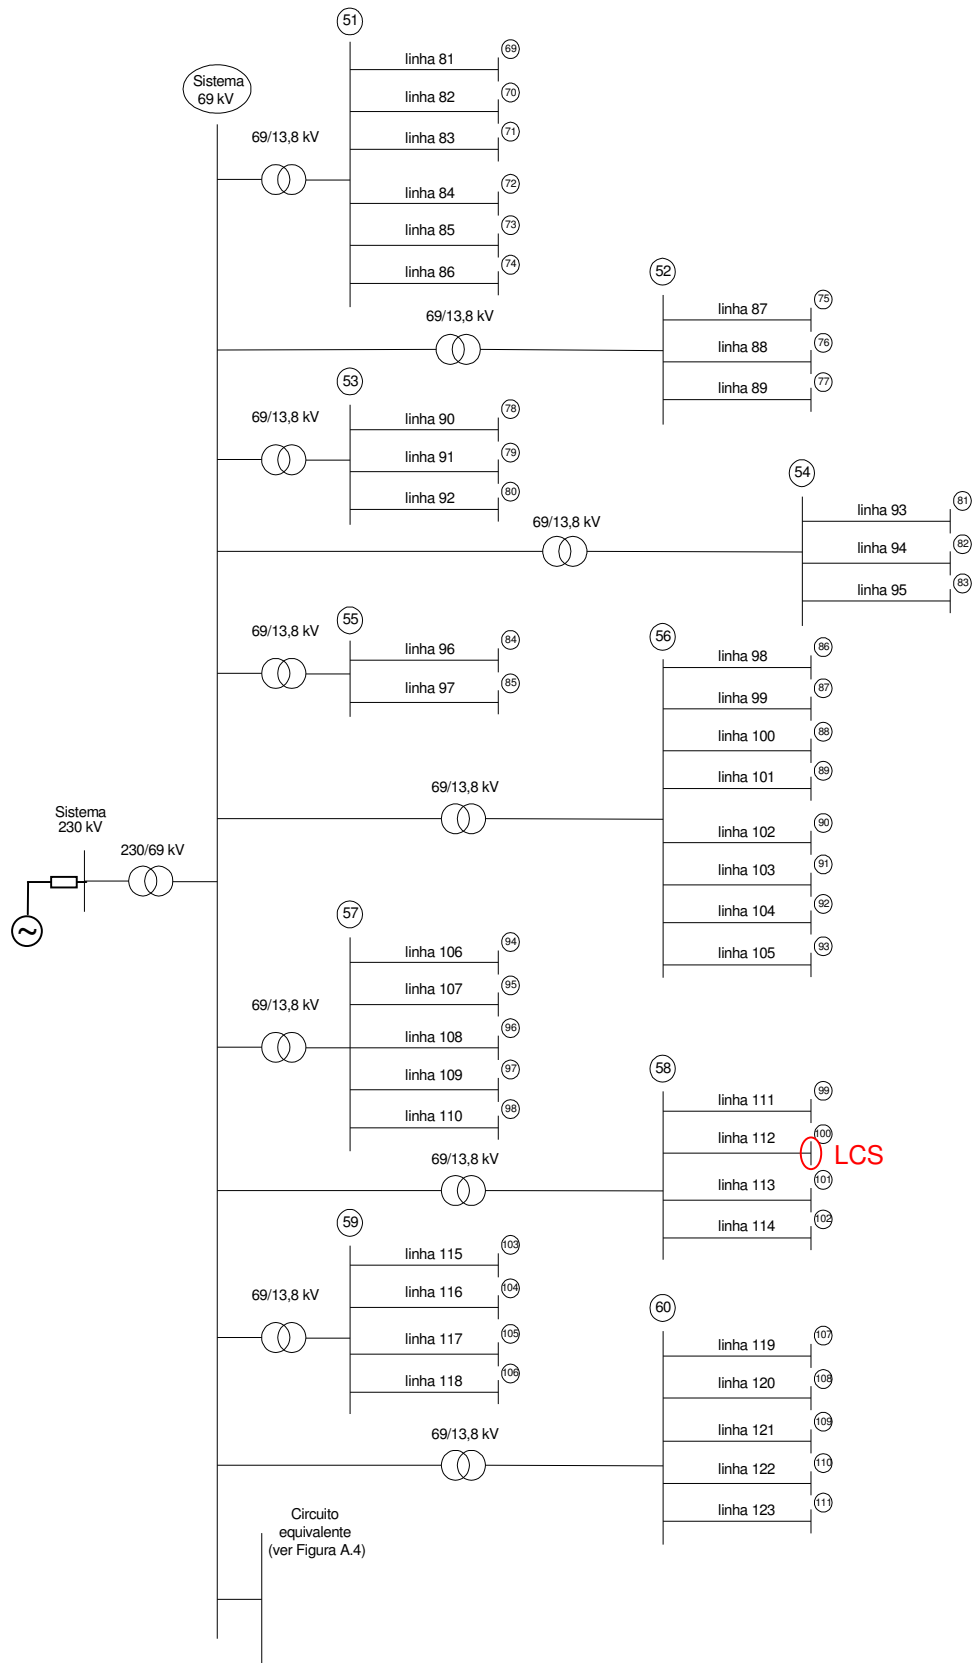 51
linha 81
69
linha 82
70
linha 83
71
linha 84
72
linha 85
73
linha 86
74
Sistema
69 kV
69/13,8 kV
52
69/13,8 kV
linha 87
75
linha 88
76
linha 89
77
53
69/13,8 kV
linha 90
78
linha 91
79
linha 92
80
54
69/13,8 kV
linha 93
81
linha 94
82
linha 95
83
55
69/13,8 kV
linha 96
84
linha 97
85
56
69/13,8 kV
linha 98
86
linha 99
87
linha 100
88
linha 101
89
linha 102
90
linha 103
91
linha 104
92
linha 105
93
Sistema
230 kV
230/69 kV
~
57
69/13,8 kV
linha 106
94
linha 107
95
linha 108
96
linha 109
97
linha 110
98
58
69/13,8 kV
linha 111
99
linha 112
100
LCS
linha 113
101
linha 114
102
59
69/13,8 kV
linha 115
103
linha 116
104
linha 117
105
linha 118
106
60
69/13,8 kV
linha 119
107
linha 120
108
linha 121
109
linha 122
110
linha 123
111
Circuito
equivalente
(ver Figura A.4)